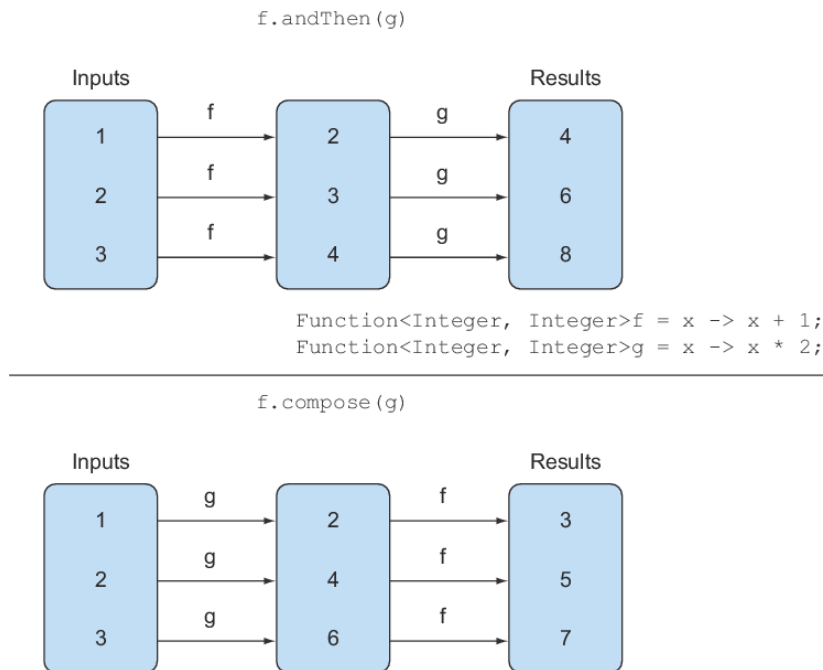 f.andThen(g)
Inputs Results
f g
1 2 4
f g
2 3 6
f g
3 4 8
Function<Integer, Integer>f = x -> x + 1;
Function<Integer, Integer>g = x -> x * 2;
f.compose(g)
Inputs Results
g f
1 2 3
g f
2 4 5
g f
3 6 7